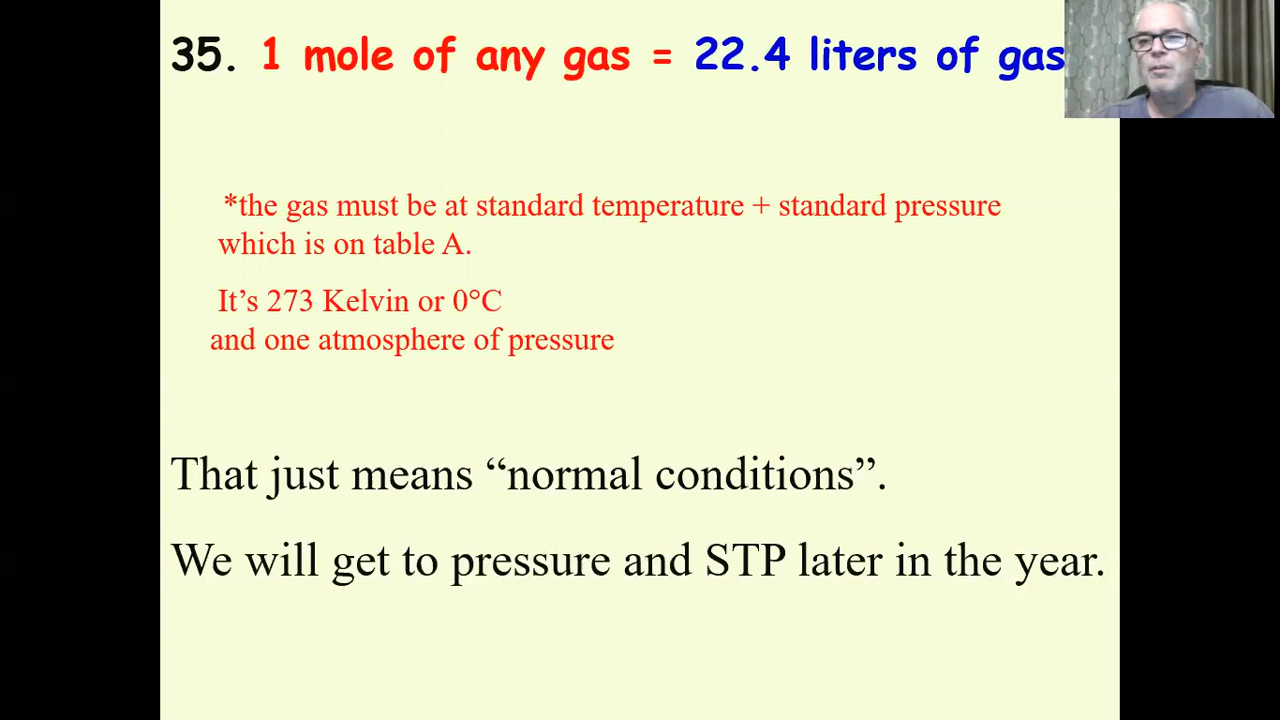 35. 1 mole of any gas = 22.4 liters of gas
*the gas must be at standard temperature + standard pressure
which is on table A.
It’s 273 Kelvin or 0°C
and one atmosphere of pressure
That just means “normal conditions”.
We will get to pressure and STP later in the year.